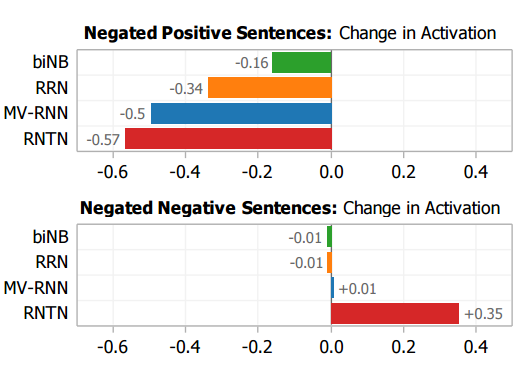 Negated Positive Sentences: Change in Activation
biNB -0.16
RRN -0.34
MV-RNN -0.5
RNTN -0.57
-0.6 -0.4 -0.2 0.0 0.2 0.4
Negated Negative Sentences: Change in Activation
biNB -0.01
RRN -0.01
MV-RNN +0.01
RNTN +0.35
-0.6 -0.4 -0.2 0.0 0.2 0.4